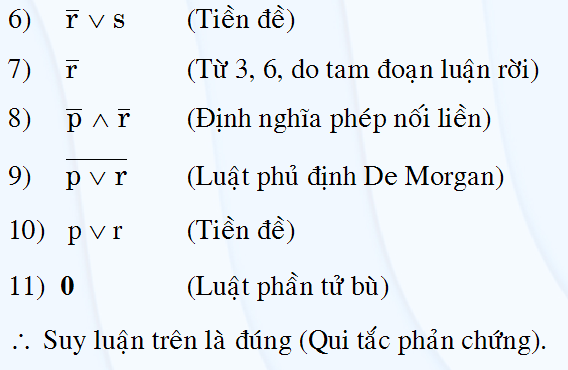 6) r̅ ∨ s (Tiền đề)
7) r̅ (Từ 3, 6, do tam đoạn luận rời)
8) p̅ ∧ r̅ (Định nghĩa phép nối liền)
9) p̅ ̅∨̅ ̅r̅ (Luật phủ định De Morgan)
10) p ∨ r (Tiền đề)
11) 0 (Luật phần tử bù)
∴ Suy luận trên là đúng (Qui tắc phản chứng).